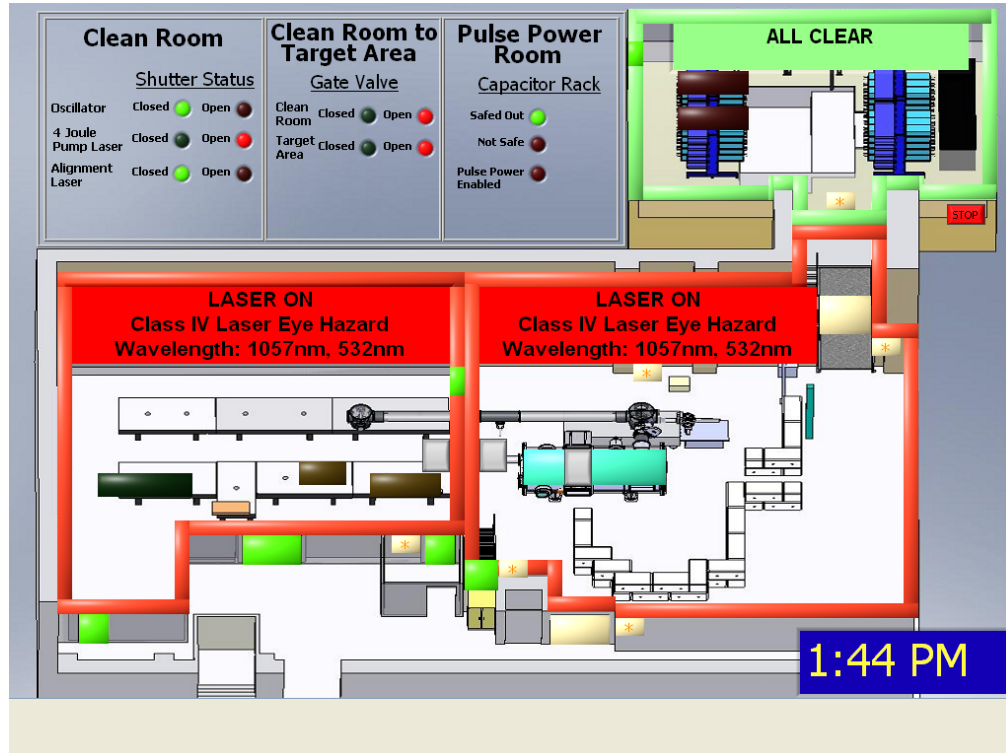 Clean Room
Shutter Status
Oscillator Closed Open
4 Joule
Pump Laser Closed Open
Alignment
Laser Closed Open
Clean Room to
Target Area
Gate Valve
Clean
Room Closed Open
Target
Area Closed Open
Pulse Power
Room
Capacitor Rack
Safed Out
Not Safe
Pulse Power
Enabled
ALL CLEAR
STOP
LASER ON
Class IV Laser Eye Hazard
Wavelength: 1057nm, 532nm
LASER ON
Class IV Laser Eye Hazard
Wavelength: 1057nm, 532nm
1:44 PM